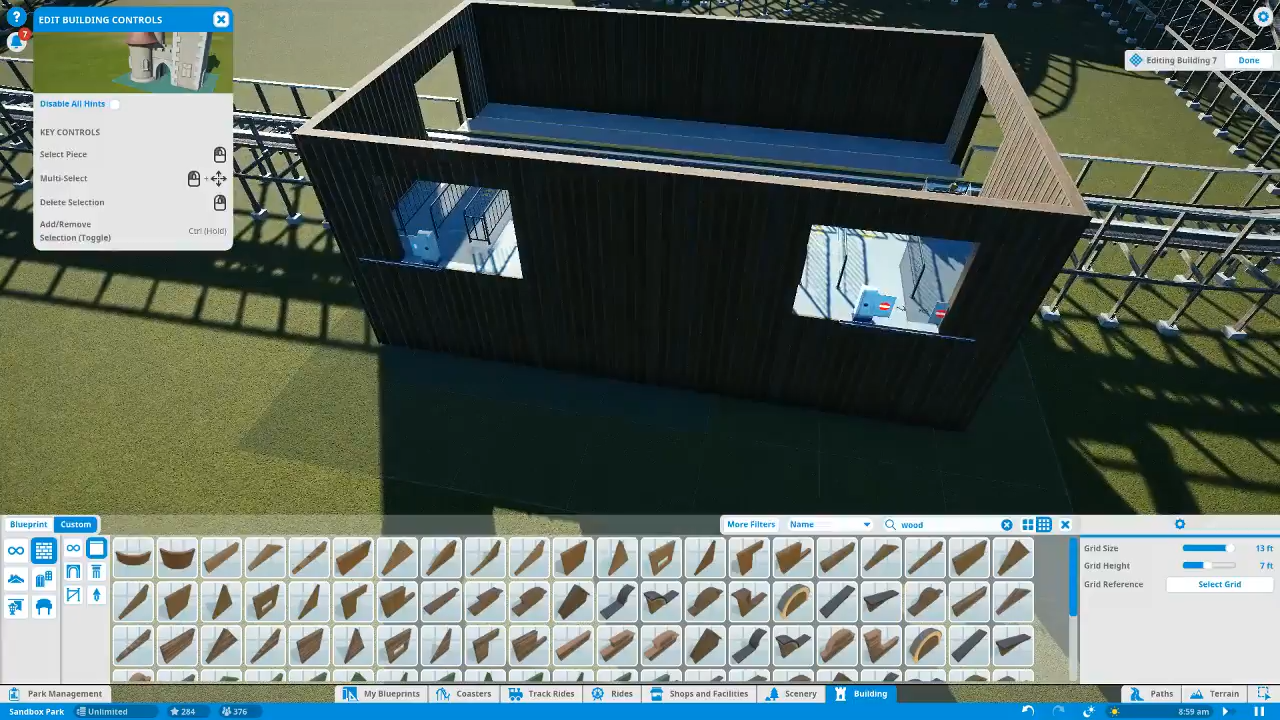 EDIT BUILDING CONTROLS
7
Editing Building 7
Done
Disable All Hints
KEY CONTROLS
Select Piece
Multi-Select
+
Delete Selection
Add/Remove
Selection (Toggle)
Ctrl (Hold)
Blueprint
Custom
More Filters
Name
wood
Grid Size
13 ft
Grid Height
7 ft
Grid Reference
Select Grid
Park Management
My Blueprints
Coasters
Track Rides
Rides
Shops and Facilities
Scenery
Building
Paths
Terrain
Sandbox Park
Unlimited
284
376
8:59 am